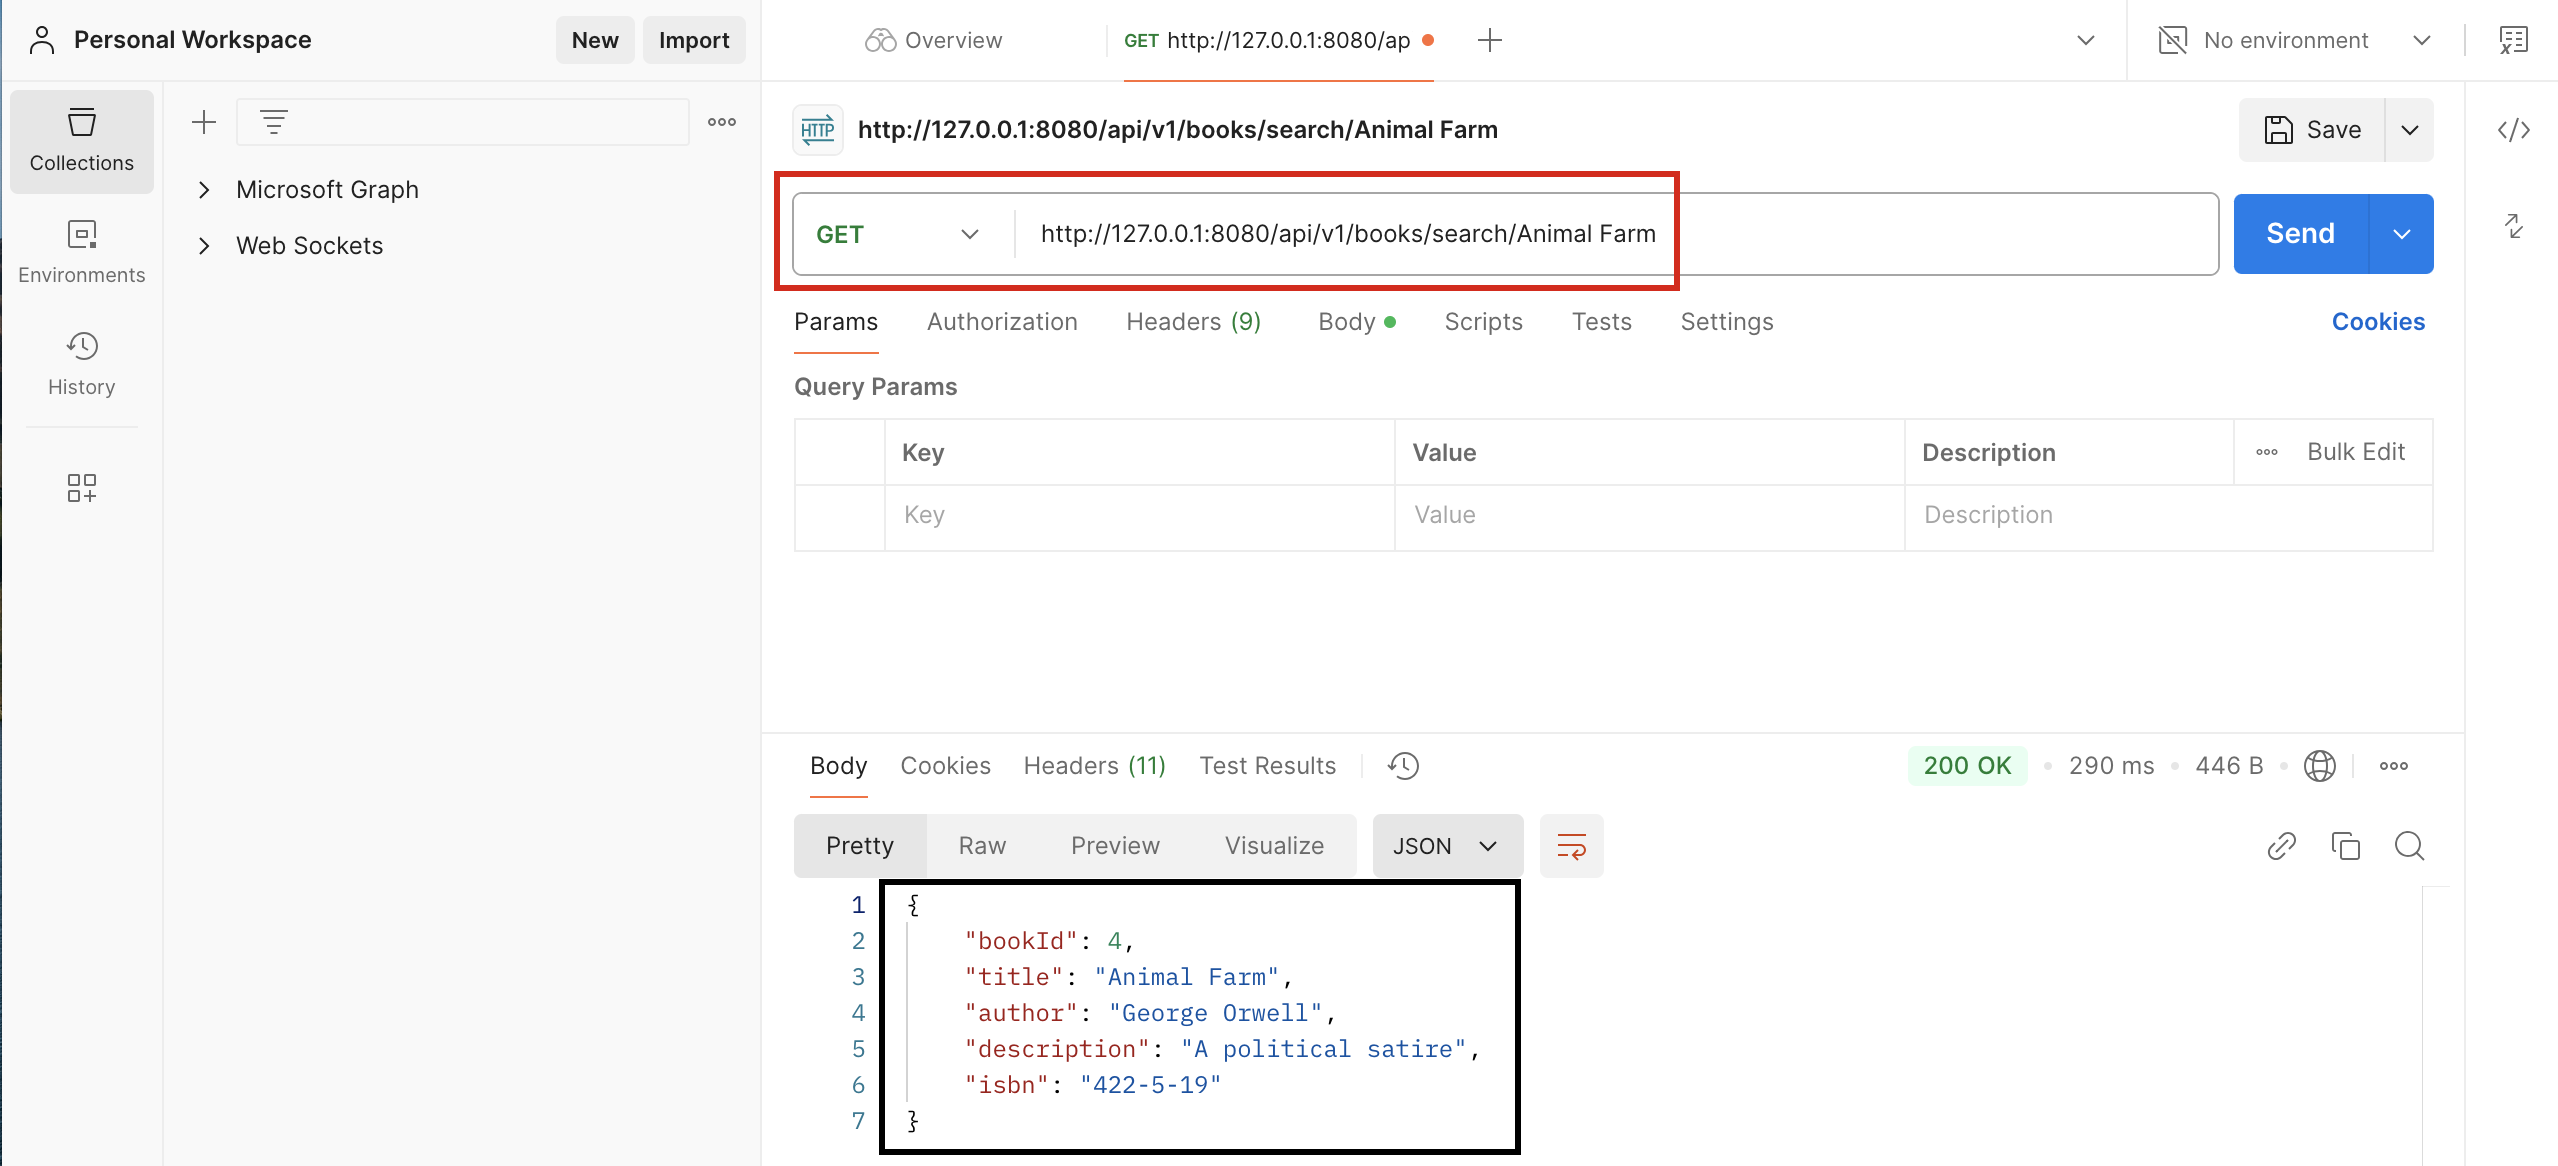 Personal Workspace
New
Import
Overview
GET http://127.0.0.1:8080/ap
No environment
Collections
Environments
History
Microsoft Graph
Web Sockets
HTTP
http://127.0.0.1:8080/api/v1/books/search/Animal Farm
Save
GET
http://127.0.0.1:8080/api/v1/books/search/Animal Farm
Send
Params
Authorization
Headers (9)
Body
Scripts
Tests
Settings
Cookies
Query Params
Key
Value
Description
Bulk Edit
Key
Value
Description
Body
Cookies
Headers (11)
Test Results
200 OK
290 ms
446 B
Pretty
Raw
Preview
Visualize
JSON
1 {
2 "bookId": 4,
3 "title": "Animal Farm",
4 "author": "George Orwell",
5 "description": "A political satire",
6 "isbn": "422-5-19"
7 }